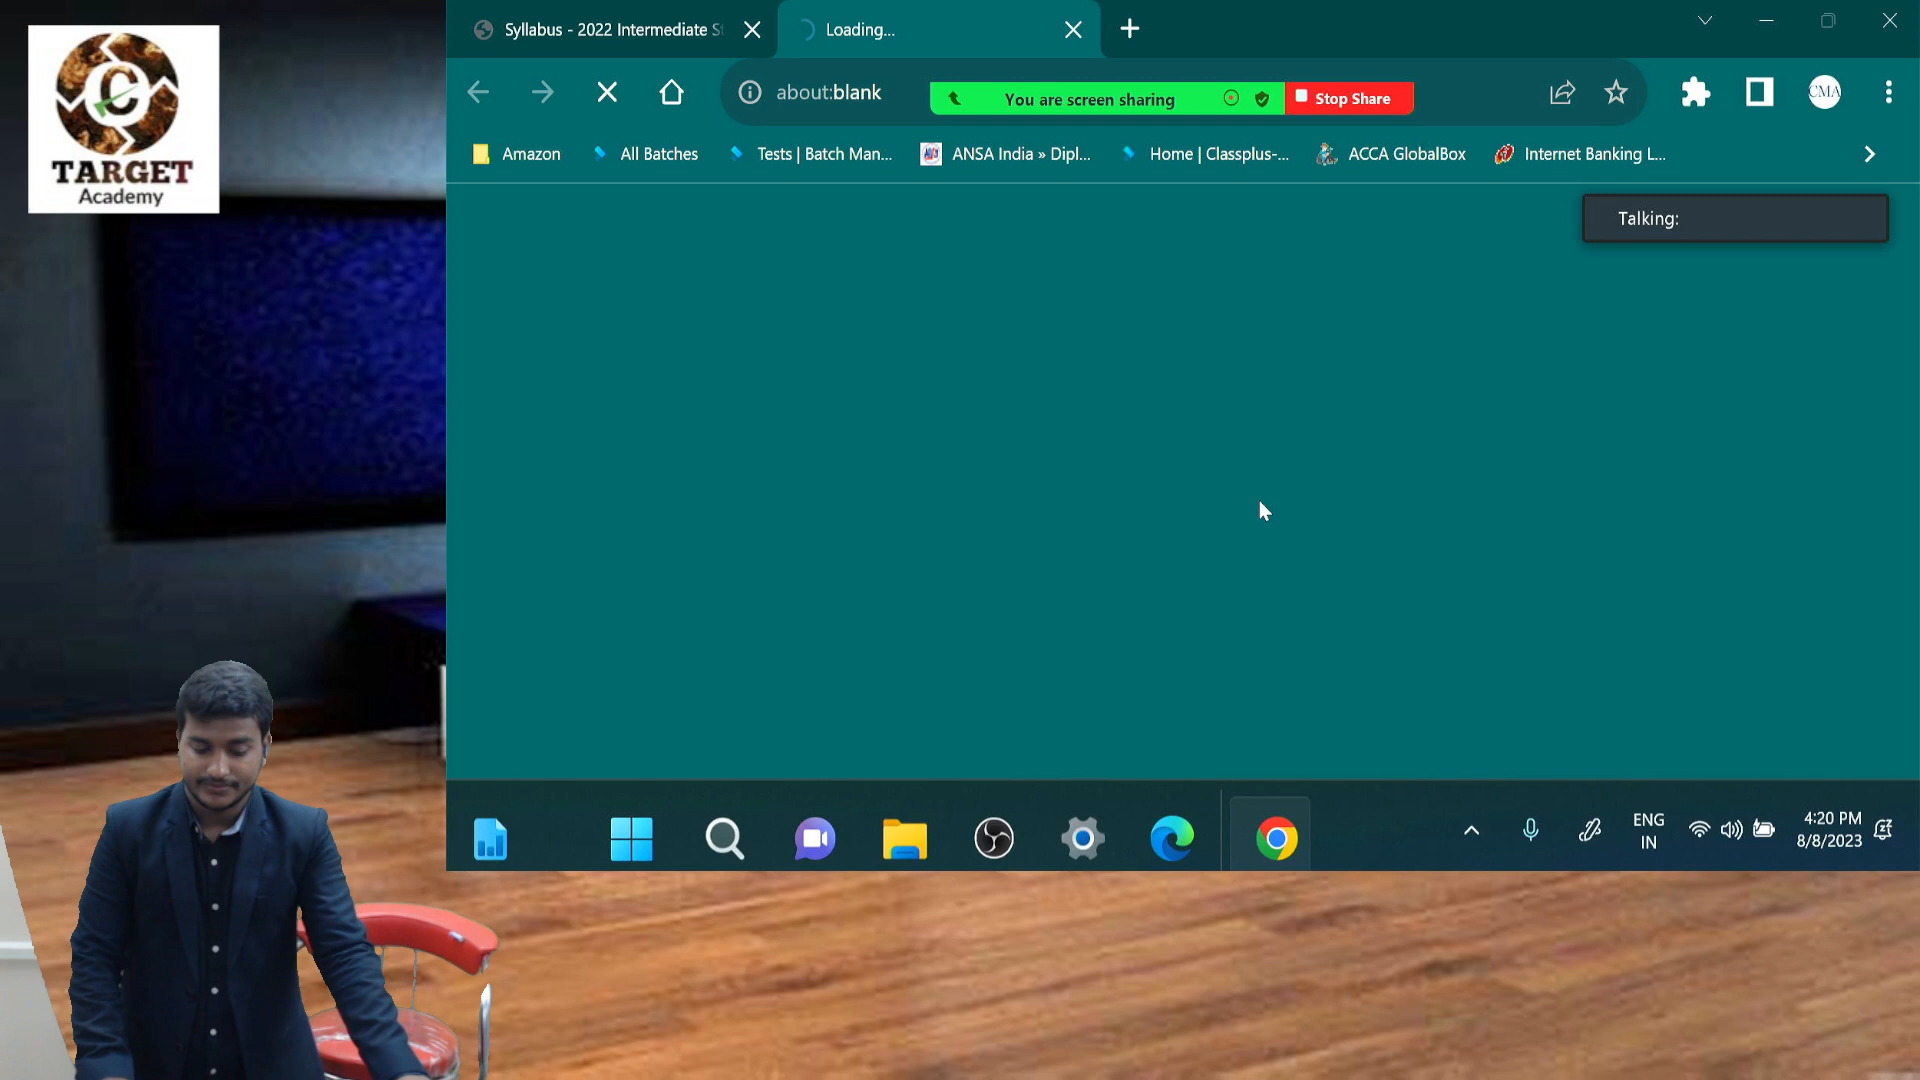 C
TARGET
Academy
Syllabus - 2022 Intermediate
Loading...
about:blank
You are screen sharing
Stop Share
CMA
Amazon
All Batches
Tests | Batch Man...
ANSA India » Dipl...
Home | Classplus-...
ACCA GlobalBox
Internet Banking L...
Talking:
ENG
IN
4:20 PM
8/8/2023